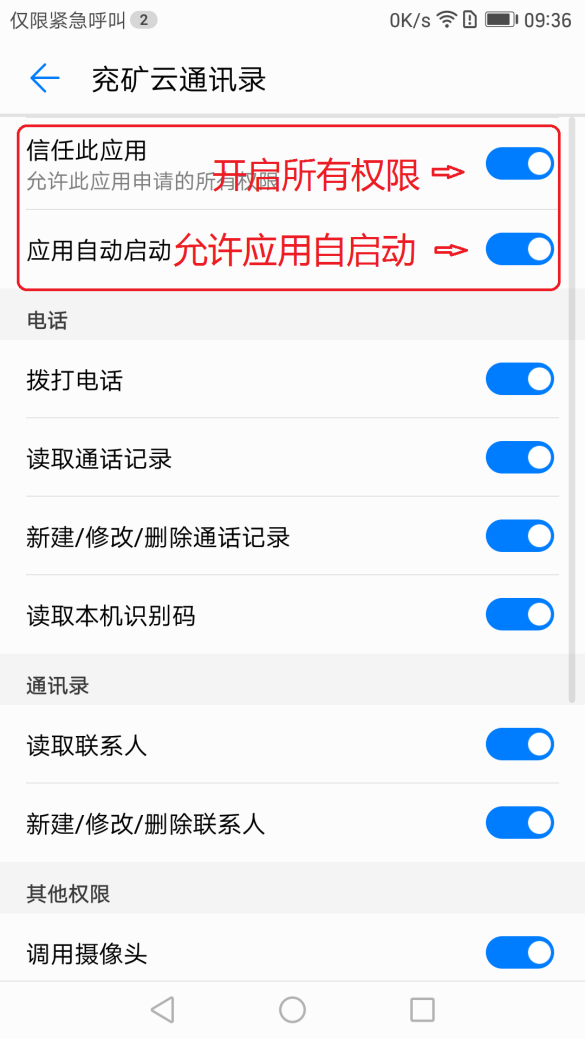 仅限紧急呼叫 2 0K/s 09:36
兖矿云通讯录
信任此应用
允许此应用申请的所有权限
开启所有权限
应用自动启动
允许应用自启动
电话
拨打电话
读取通话记录
新建/修改/删除通话记录
读取本机识别码
通讯录
读取联系人
新建/修改/删除联系人
其他权限
调用摄像头